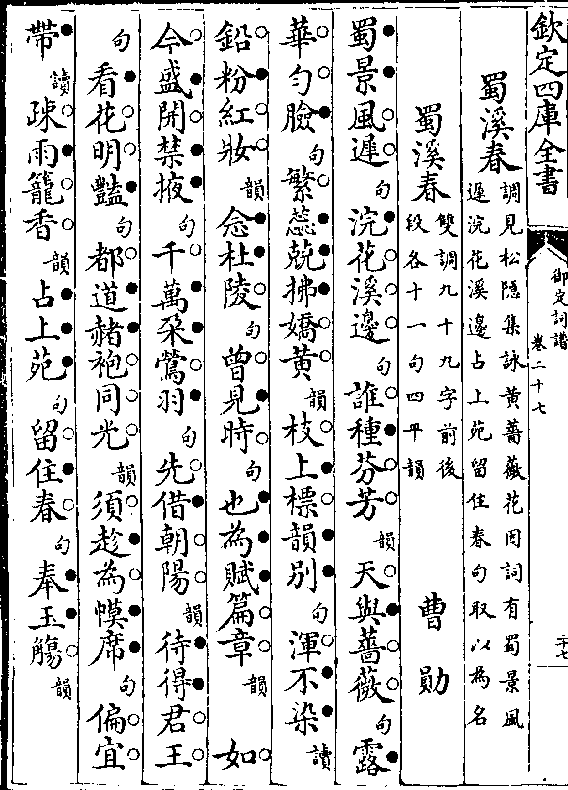 欽定四庫全書
御定詞譜
卷二十七
二十七
蜀溪春
調見松隱集詠黃薔薇花因詞有蜀景風
遲浣花溪邊占上苑留住春句取以為名
蜀溪春
雙調九十九字前後
段各十一句四平韻
曹勛
蜀景風遲句浣花溪邊句誰種芬芳韻天與薔薇句露
華勻臉句繁蕊競拂嬌黃韻枝上標韻別句渾不染讀
鉛粉紅妝韻念杜陵句曾見時句也為賦篇章韻如
今盛開禁掖句千萬朶鶯羽句先借朝陽韻待得君王
句看花明豔句都道赭袍同光韻須趁為幙席句偏宜
帶讀疎雨籠香韻占上苑句留住春句奉玉觴韻